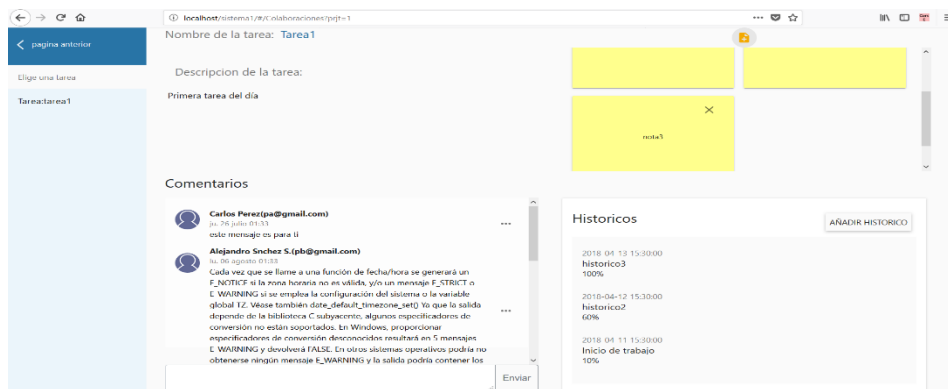 localhost/sistema1/#/Colaboraciones?prjt=1
pagina anterior
Elige una tarea
Tarea:tarea1
Nombre de la tarea: Tarea1
Descripcion de la tarea:
Primera tarea del día
nota3
Comentarios
Carlos Perez(pa@gmail.com)
ju. 26 julio 01:33
este mensaje es para ti
Alejandro Snchez S.(pb@gmail.com)
lu. 06 agosto 01:33
Cada vez que se llame a una función de fecha/hora se generará un
E_NOTICE si la zona horaria no es válida, y/o un mensaje E_STRICT o
E_WARNING si se emplea la configuración del sistema o la variable
global TZ. Véase también date_default_timezone_set() Ya que la salida
depende de la biblioteca C subyacente, algunos especificadores de
conversión no están soportados. En Windows, proporcionar
especificadores de conversión desconocidos resultará en 5 mensajes
E_WARNING y devolverá FALSE. En otros sistemas operativos podría no
obtenerse ningún mensaje E_WARNING y la salida podría contener los
Enviar
Historicos
AÑADIR HISTORICO
2018-04-13 15:30:00
historico3
100%
2018-04-12 15:30:00
historico2
60%
2018-04-11 15:30:00
Inicio de trabajo
10%